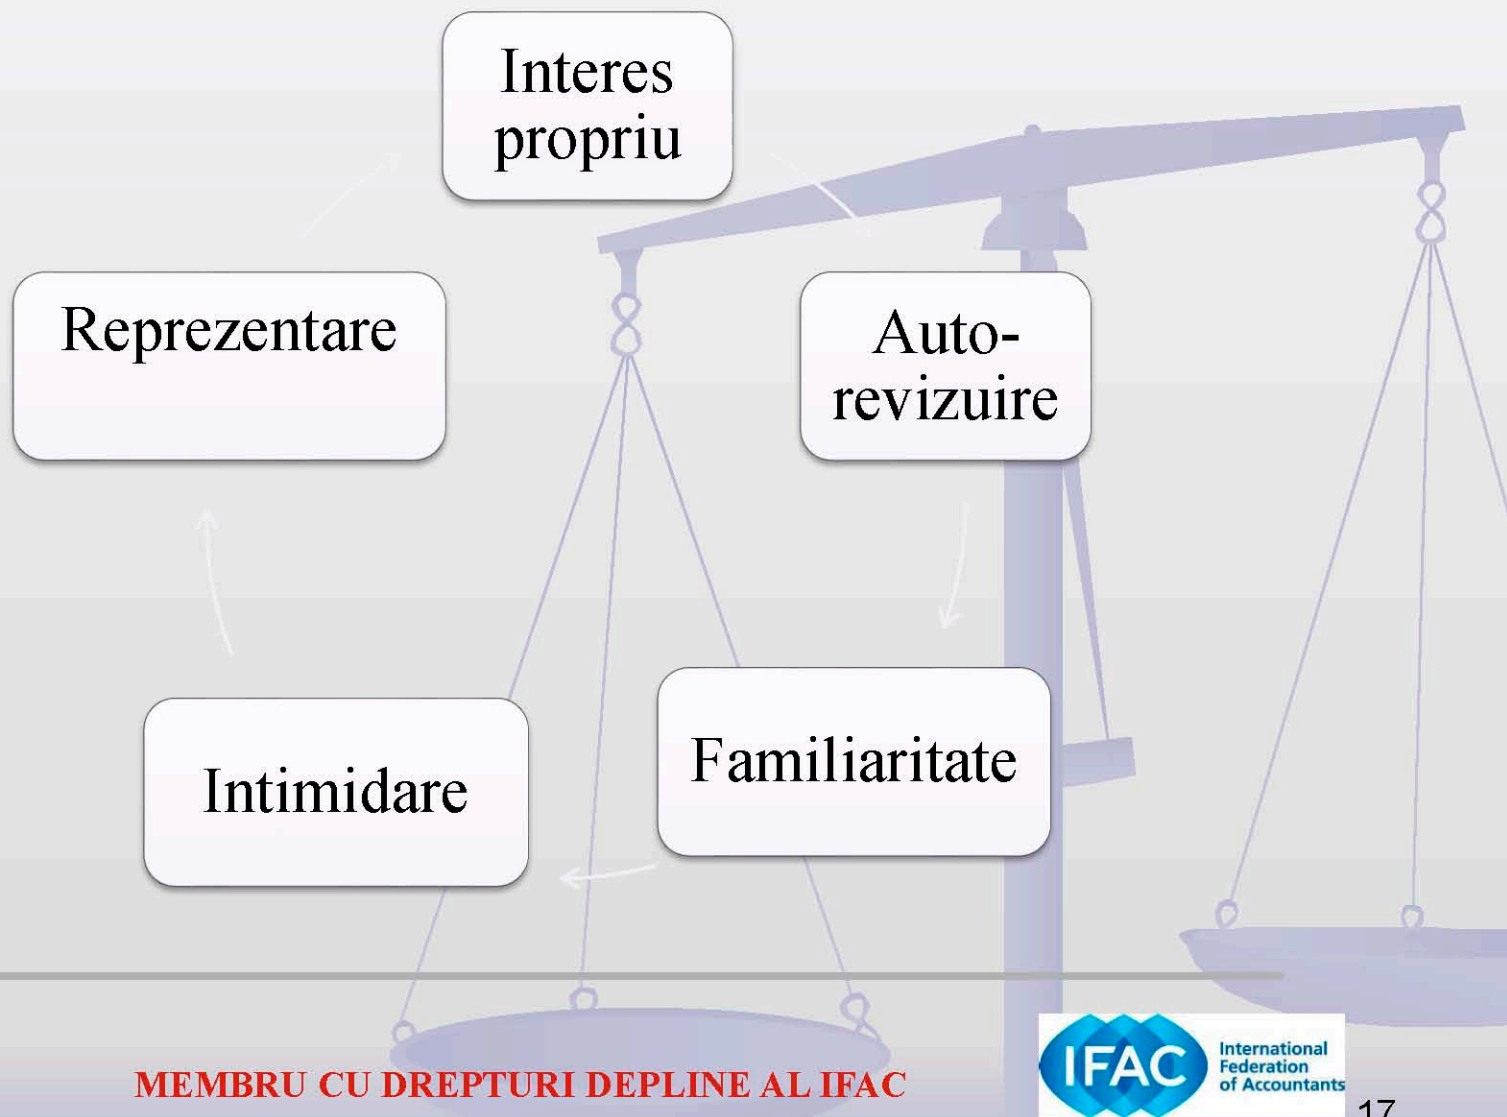 Interes
propriu
Reprezentare
Auto-
revizuire
Intimidare
Familiaritate
MEMBRU CU DREPTURI DEPLINE AL IFAC
IFAC
International
Federation
of Accountants
17